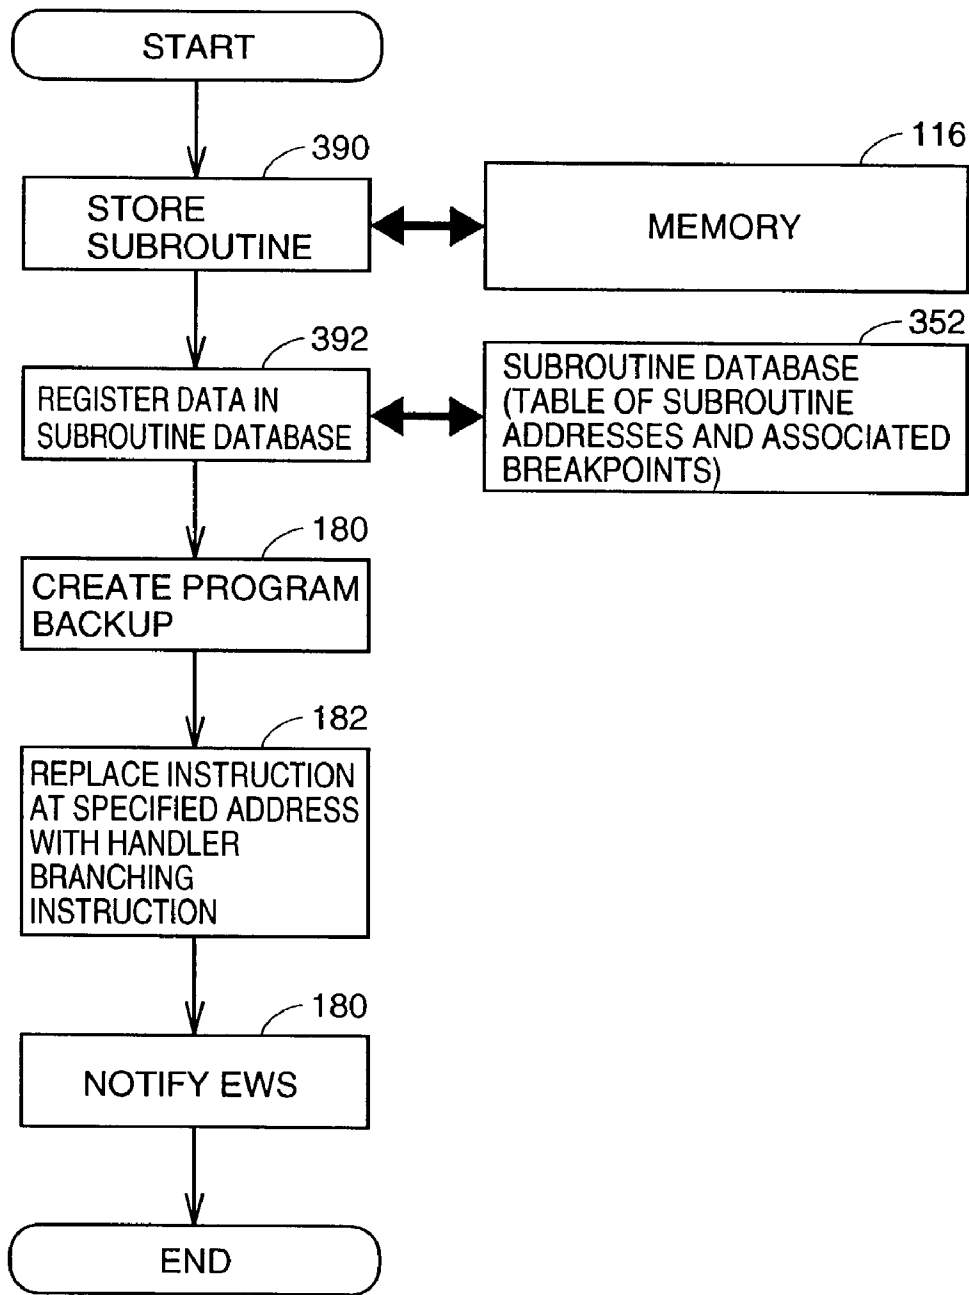 START
390
STORE
SUBROUTINE
116
MEMORY
392
REGISTER DATA IN
SUBROUTINE DATABASE
352
SUBROUTINE DATABASE
(TABLE OF SUBROUTINE
ADDRESSES AND ASSOCIATED
BREAKPOINTS)
180
CREATE PROGRAM
BACKUP
182
REPLACE INSTRUCTION
AT SPECIFIED ADDRESS
WITH HANDLER
BRANCHING
INSTRUCTION
180
NOTIFY EWS
END